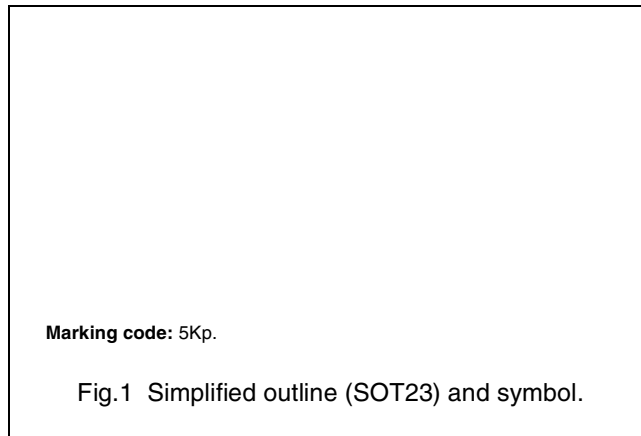 Marking code: 5Kp.
Fig.1 Simplified outline (SOT23) and symbol.